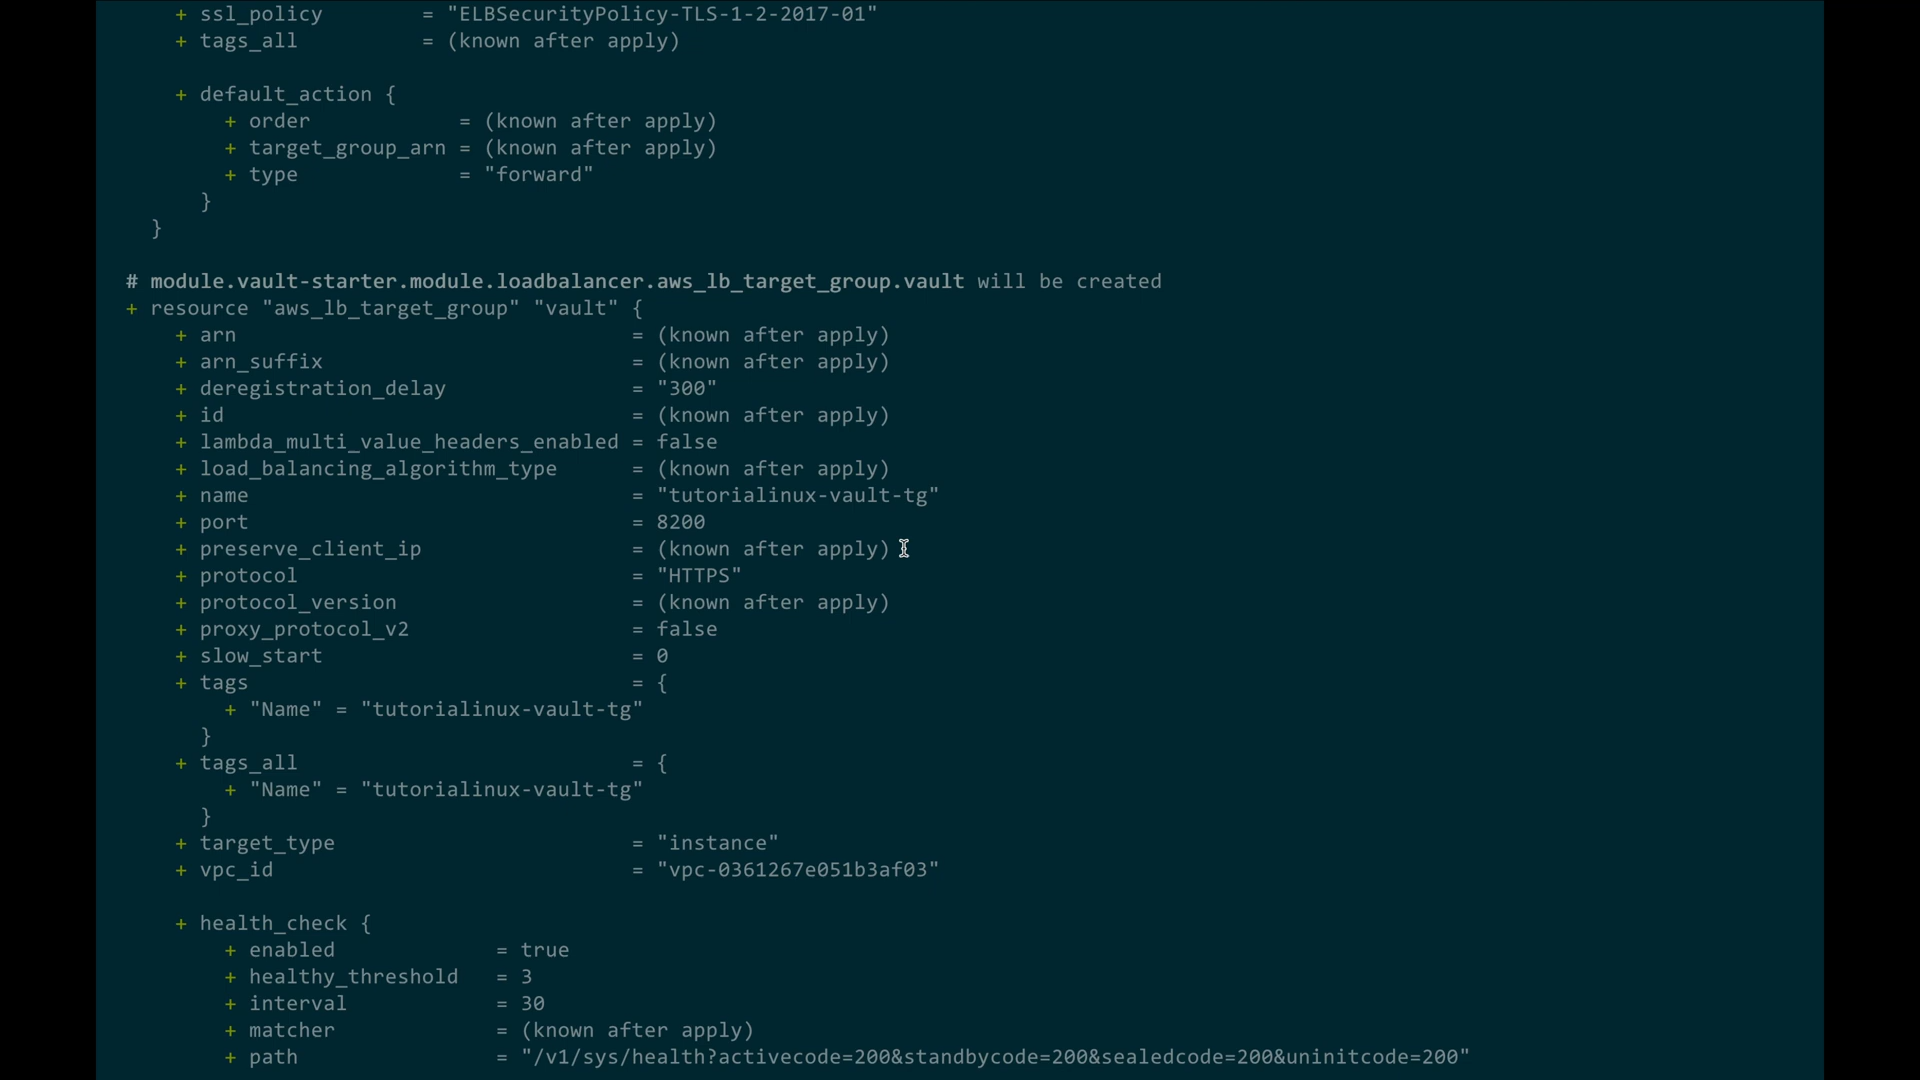 + ssl_policy = "ELBSecurityPolicy-TLS-1-2-2017-01"
+ tags_all = (known after apply)
+ default_action {
+ order = (known after apply)
+ target_group_arn = (known after apply)
+ type = "forward"
}
}
# module.vault-starter.module.loadbalancer.aws_lb_target_group.vault will be created
+ resource "aws_lb_target_group" "vault" {
+ arn = (known after apply)
+ arn_suffix = (known after apply)
+ deregistration_delay = "300"
+ id = (known after apply)
+ lambda_multi_value_headers_enabled = false
+ load_balancing_algorithm_type = (known after apply)
+ name = "tutorialinux-vault-tg"
+ port = 8200
+ preserve_client_ip = (known after apply)
+ protocol = "HTTPS"
+ protocol_version = (known after apply)
+ proxy_protocol_v2 = false
+ slow_start = 0
+ tags = {
+ "Name" = "tutorialinux-vault-tg"
}
+ tags_all = {
+ "Name" = "tutorialinux-vault-tg"
}
+ target_type = "instance"
+ vpc_id = "vpc-0361267e051b3af03"
+ health_check {
+ enabled = true
+ healthy_threshold = 3
+ interval = 30
+ matcher = (known after apply)
+ path = "/v1/sys/health?activecode=200&standbycode=200&sealedcode=200&uninitcode=200"